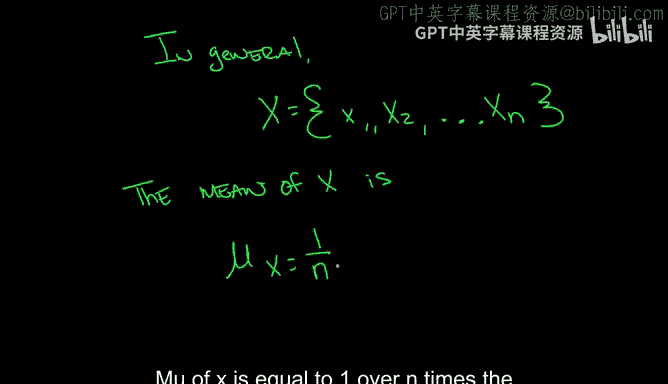 GPT中英字幕课程资源@bilibili.com
GPT中英字幕课程资源 bilibili
In general,
X = { x₁, x₂, ... xₙ }
The mean of X is
μ x = 1/n
Mu of x is equal to 1 over n times the